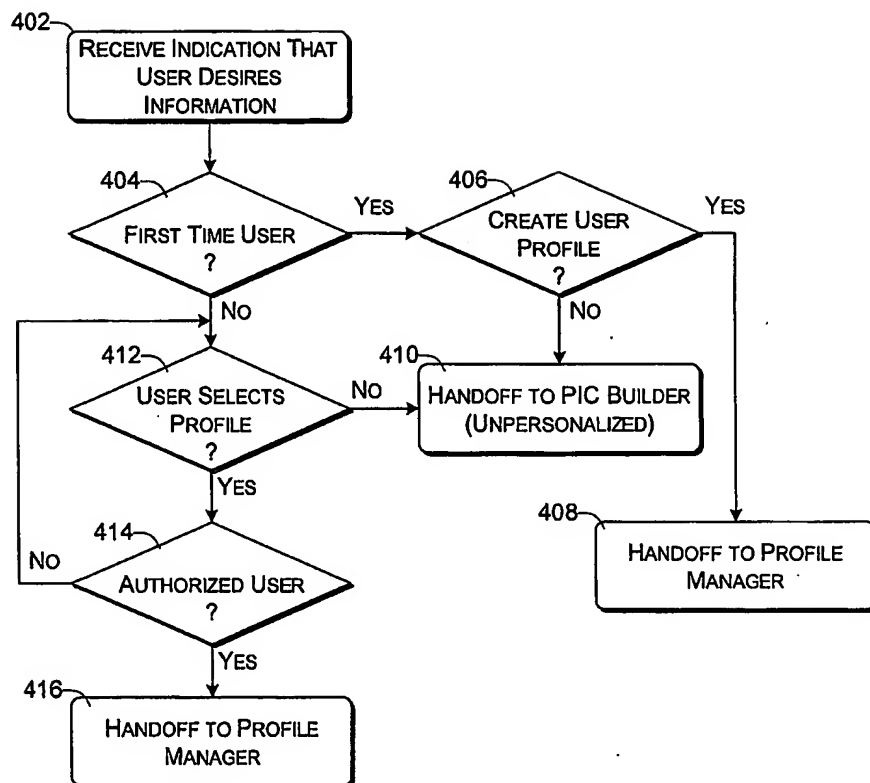 402
RECEIVE INDICATION THAT
USER DESIRES
INFORMATION
404
FIRST TIME USER
?
YES
NO
406
CREATE USER
PROFILE
?
YES
NO
412
USER SELECTS
PROFILE
?
NO
YES
410
HANDOFF TO PIC BUILDER
(UNPERSONALIZED)
414
AUTHORIZED USER
?
NO
YES
408
HANDOFF TO PROFILE
MANAGER
416
HANDOFF TO PROFILE
MANAGER